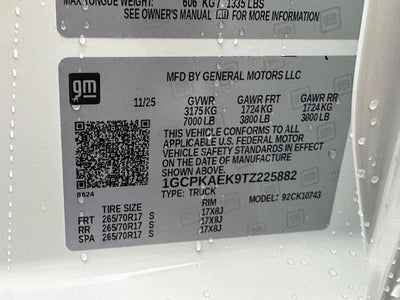 MAX TONGUE WEIGHT: 606 KG / 1335 LBS
SEE OWNER'S MANUAL FOR MORE INFORMATION
gm
MFD BY GENERAL MOTORS LLC
11/25 GVWR GAWR FRT GAWR RR
3175 KG 1724 KG 1724 KG
7000 LB 3800 LB 3800 LB
THIS VEHICLE CONFORMS TO ALL
APPLICABLE U.S. FEDERAL MOTOR
VEHICLE SAFETY STANDARDS IN EFFECT ON
THE DATE OF MANUFACTURE
1GCPKAEK9TZ225882
8624 TYPE: TRUCK MODEL: 92CK10743
TIRE SIZE RIM
FRT 265/70R17 S 17X8J
RR 265/70R17 S 17X8J
SPA 265/70R17 S 17X8J